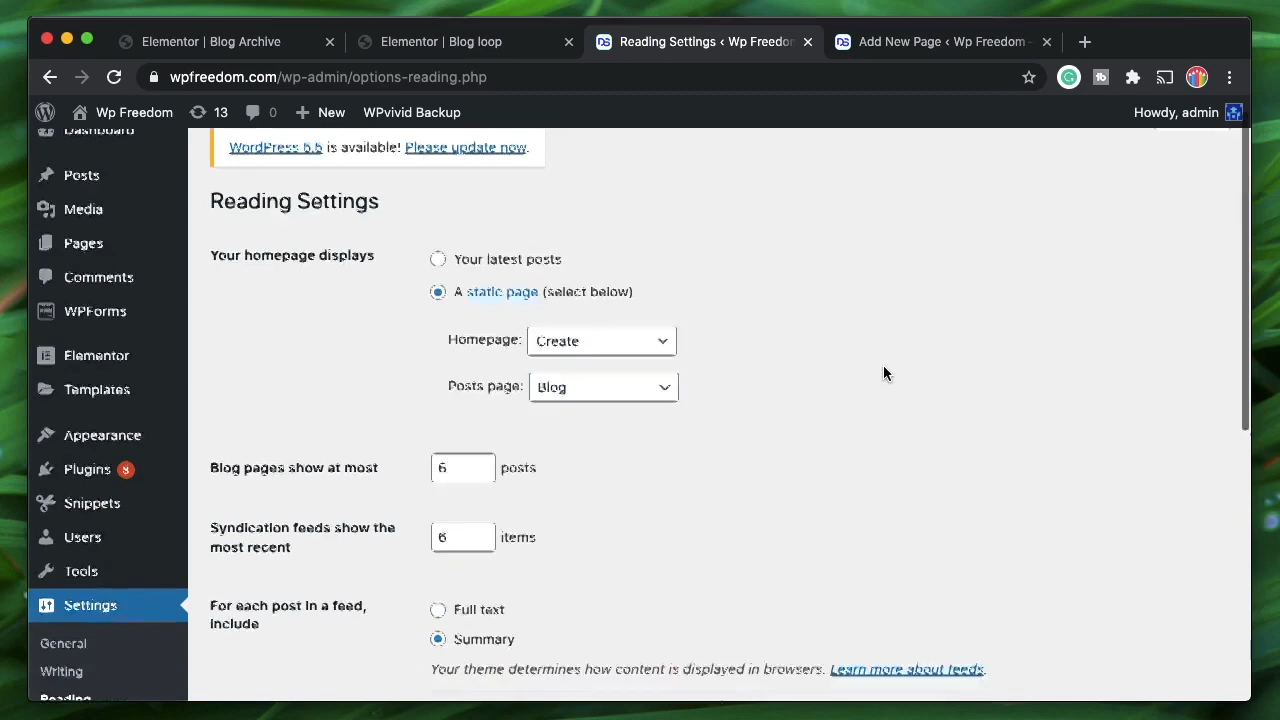 Elementor | Blog Archive
Elementor | Blog loop
Reading Settings ‹ Wp Freedom
Add New Page ‹ Wp Freedom
wpfreedom.com/wp-admin/options-reading.php
Wp Freedom
13
0
New
WPvivid Backup
Howdy, admin
Dashboard
Posts
Media
Pages
Comments
WPForms
Elementor
Templates
Appearance
Plugins 8
Snippets
Users
Tools
Settings
General
Writing
Reading
WordPress 5.5 is available! Please update now.
Reading Settings
Your homepage displays
Your latest posts
A static page (select below)
Homepage: Create
Posts page: Blog
Blog pages show at most 6 posts
Syndication feeds show the most recent 6 items
For each post in a feed, include
Full text
Summary
Your theme determines how content is displayed in browsers. Learn more about feeds.